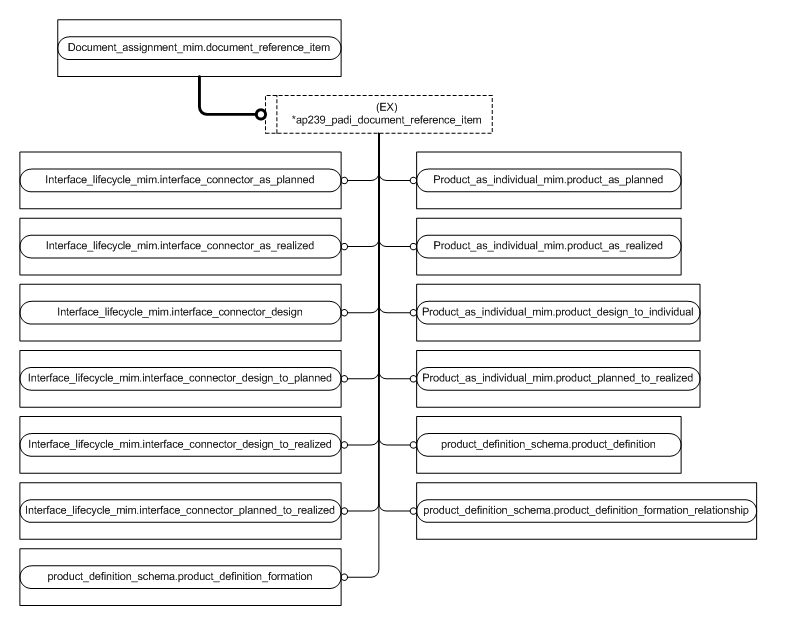 Document_assignment_mim.document_reference_item
(EX)
*ap239_padi_document_reference_item
Interface_lifecycle_mim.interface_connector_as_planned
Product_as_individual_mim.product_as_planned
Interface_lifecycle_mim.interface_connector_as_realized
Product_as_individual_mim.product_as_realized
Interface_lifecycle_mim.interface_connector_design
Product_as_individual_mim.product_design_to_individual
Interface_lifecycle_mim.interface_connector_design_to_planned
Product_as_individual_mim.product_planned_to_realized
Interface_lifecycle_mim.interface_connector_design_to_realized
product_definition_schema.product_definition
Interface_lifecycle_mim.interface_connector_planned_to_realized
product_definition_schema.product_definition_formation_relationship
product_definition_schema.product_definition_formation